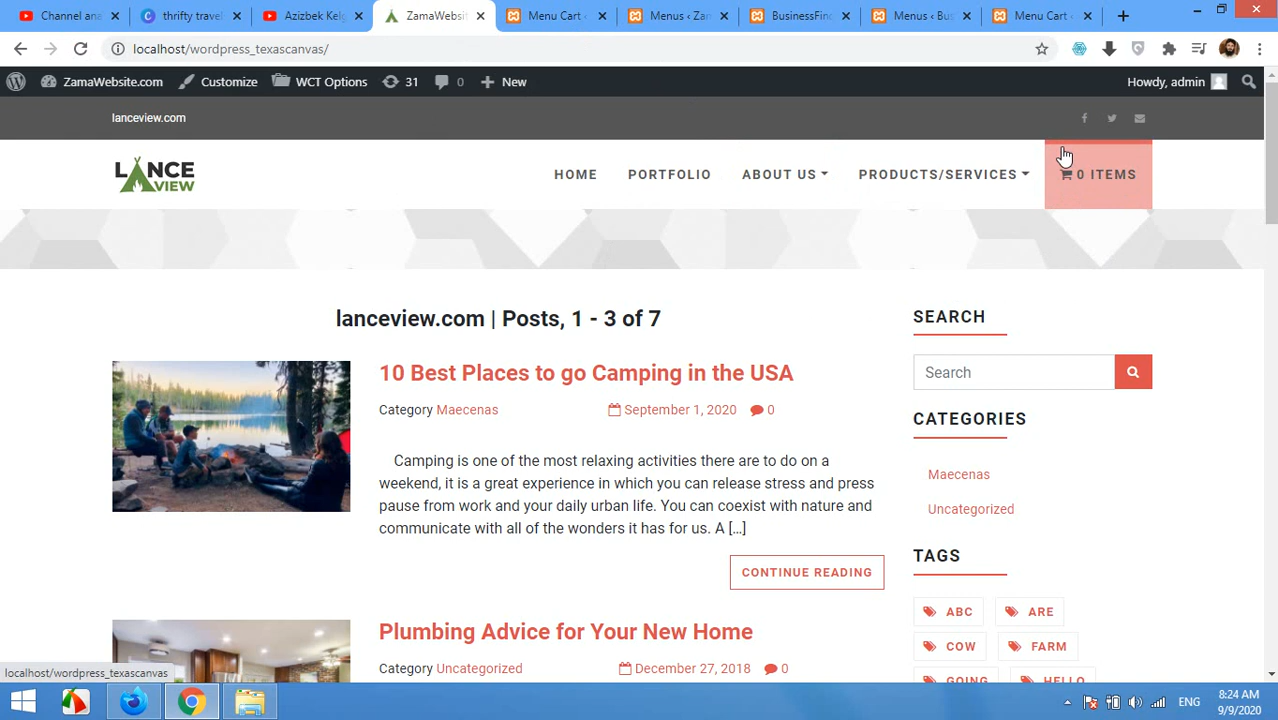 Channel ana
thrifty travel
Azizbek Kelg
ZamaWebsit
Menu Cart ‹
Menus ‹ Zam
BusinessFind
Menus ‹ Bus
Menu Cart ‹
localhost/wordpress_texascanvas/
ZamaWebsite.com
Customize
WCT Options
31
0
New
Howdy, admin
lanceview.com
LANCE
VIEW
HOME
PORTFOLIO
ABOUT US
PRODUCTS/SERVICES
0 ITEMS
lanceview.com | Posts, 1 - 3 of 7
10 Best Places to go Camping in the USA
Category Maecenas
September 1, 2020
0
Camping is one of the most relaxing activities there are to do on a
weekend, it is a great experience in which you can release stress and press
pause from work and your daily urban life. You can coexist with nature and
communicate with all of the wonders it has for us. A [...]
CONTINUE READING
Plumbing Advice for Your New Home
Category Uncategorized
December 27, 2018
0
SEARCH
Search
CATEGORIES
Maecenas
Uncategorized
TAGS
ABC
ARE
COW
FARM
GOING
HELLO
localhost/wordpress_texascanvas
ENG
8:24 AM
9/9/2020